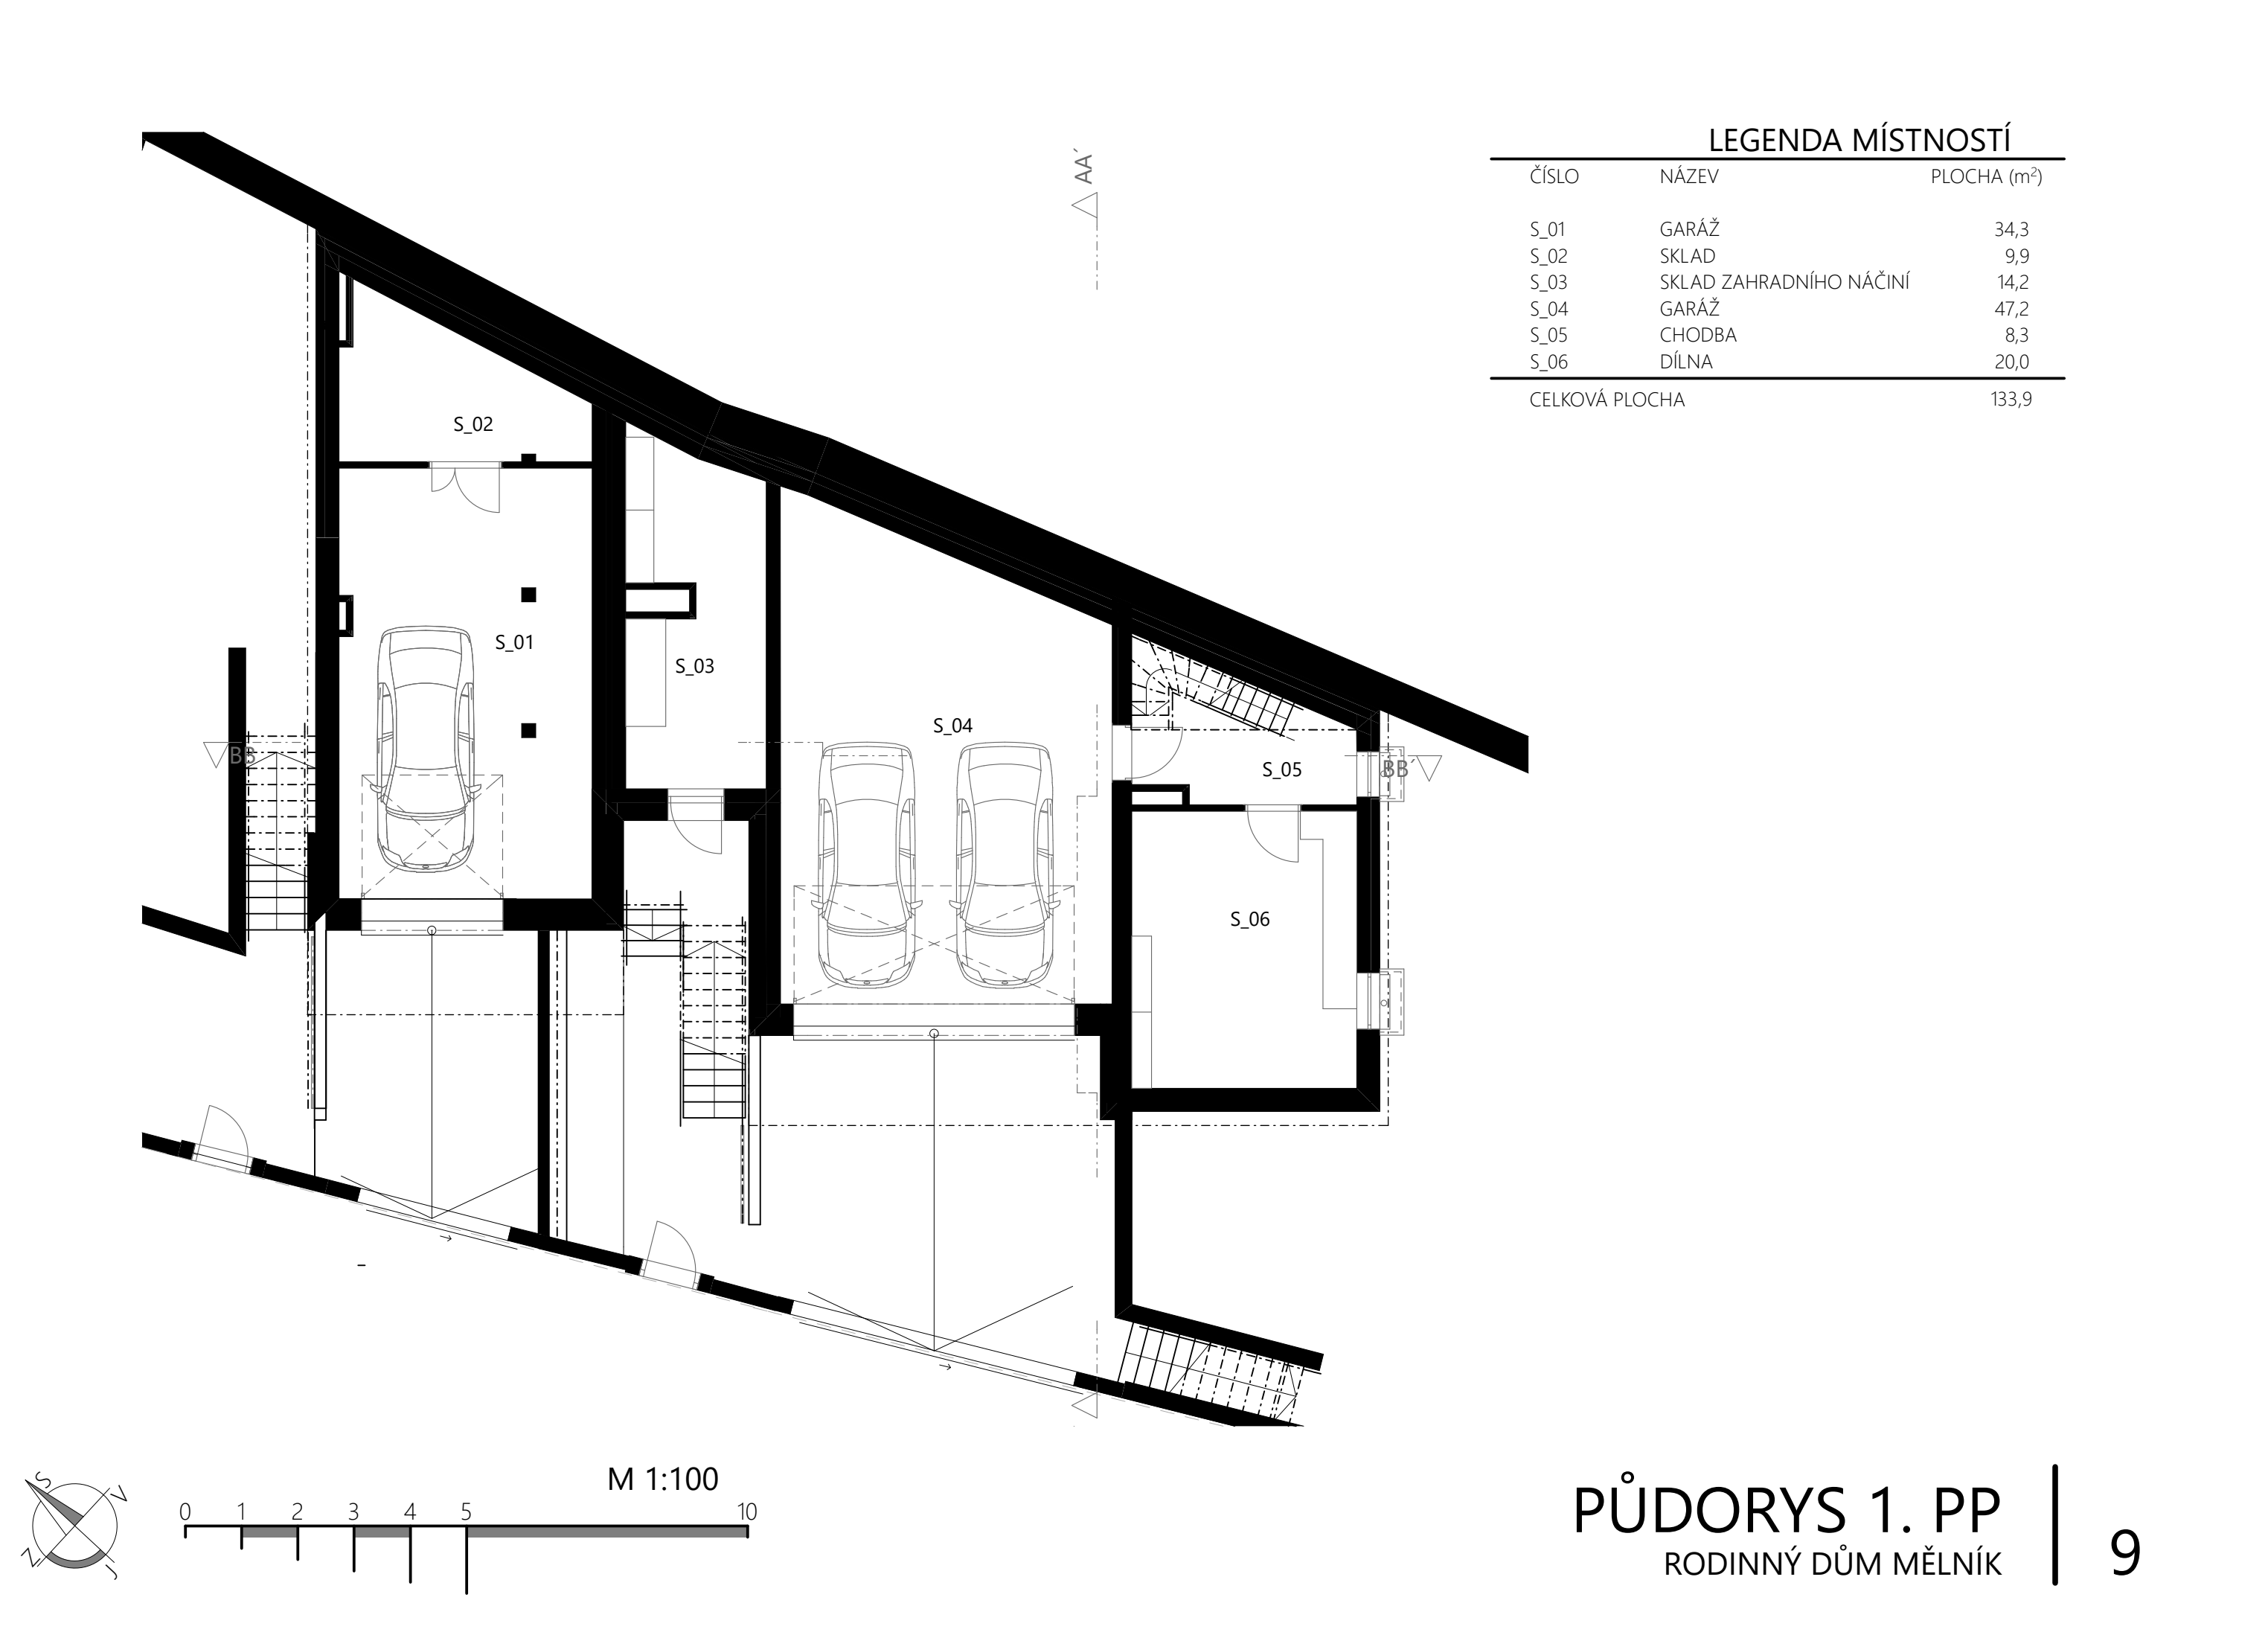 AA´
LEGENDA MÍSTNOSTÍ
ČÍSLO NÁZEV PLOCHA (m²)
S_01 GARÁŽ 34,3
S_02 SKLAD 9,9
S_03 SKLAD ZAHRADNÍHO NÁČINÍ 14,2
S_04 GARÁŽ 47,2
S_05 CHODBA 8,3
S_06 DÍLNA 20,0
CELKOVÁ PLOCHA 133,9
S_02
S_01
S_03
S_04
BB
S_05
BB´
S_06
M 1:100
0 1 2 3 4 5 10
S
V
Z
J
PŮDORYS 1. PP
RODINNÝ DŮM MĚLNÍK
9